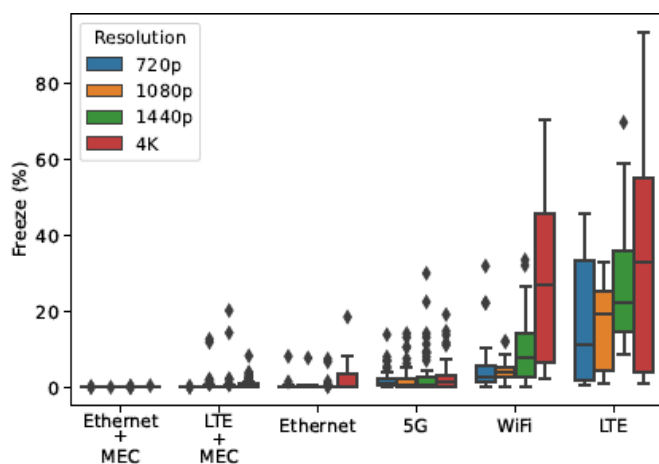 Resolution
720p
1080p
1440p
4K
Freeze (%)
80
60
40
20
0
Ethernet
+
MEC
LTE
+
MEC
Ethernet
5G
WiFi
LTE